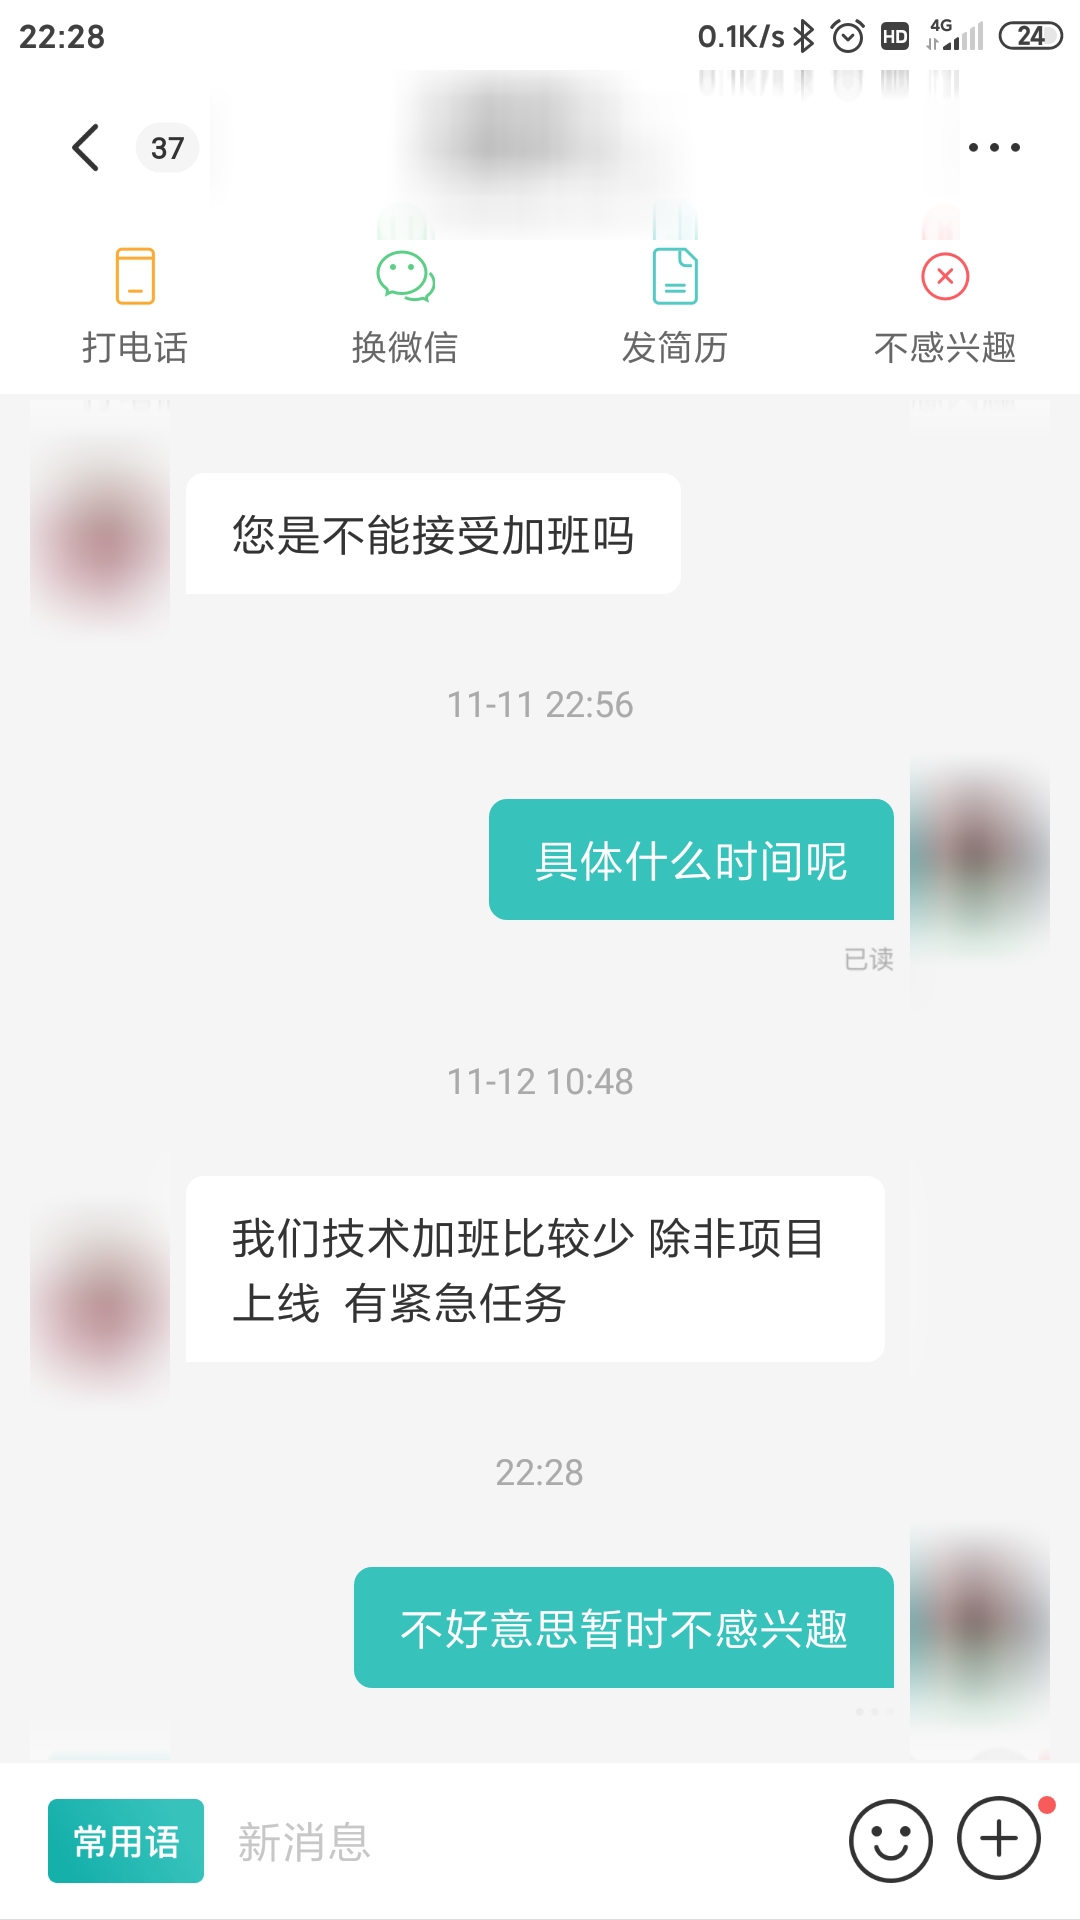 22:28
0.1K/s HD 4G 24
37
打电话
换微信
发简历
不感兴趣
您是不能接受加班吗
11-11 22:56
具体什么时间呢
已读
11-12 10:48
我们技术加班比较少 除非项目
上线 有紧急任务
22:28
不好意思暂时不感兴趣
常用语
新消息